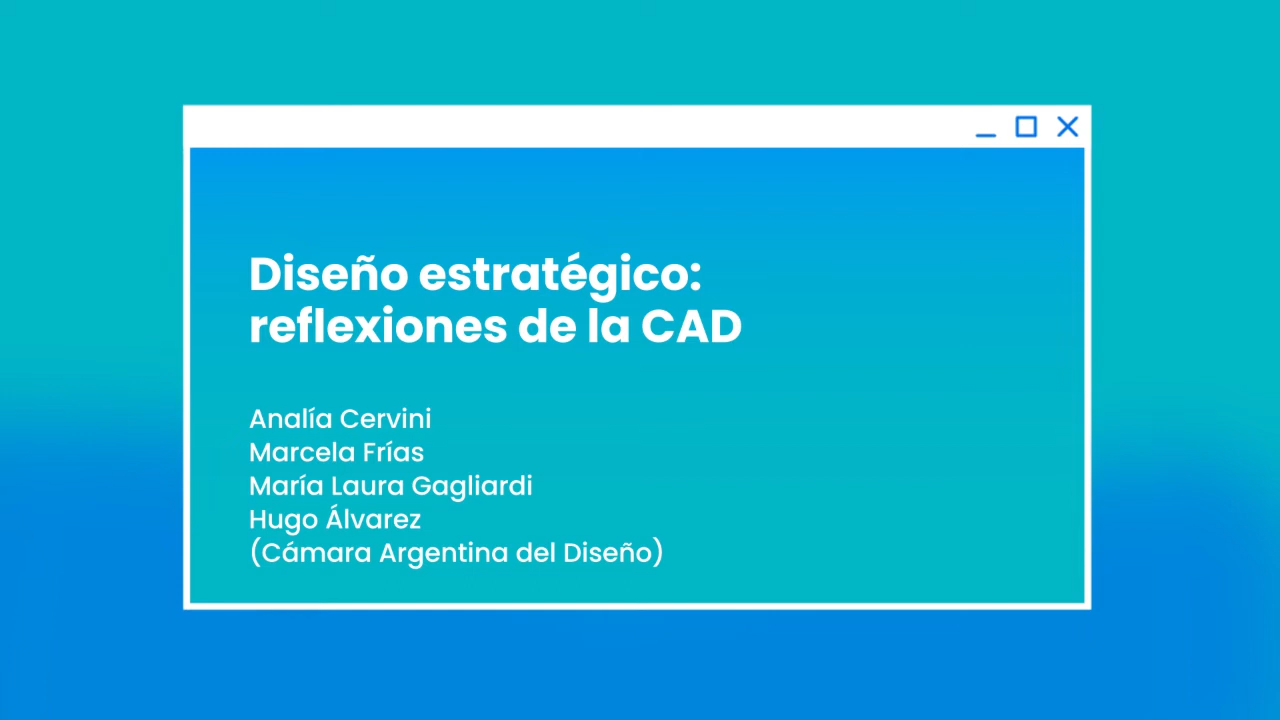 Diseño estratégico:
reflexiones de la CAD
Analía Cervini
Marcela Frías
María Laura Gagliardi
Hugo Álvarez
(Cámara Argentina del Diseño)